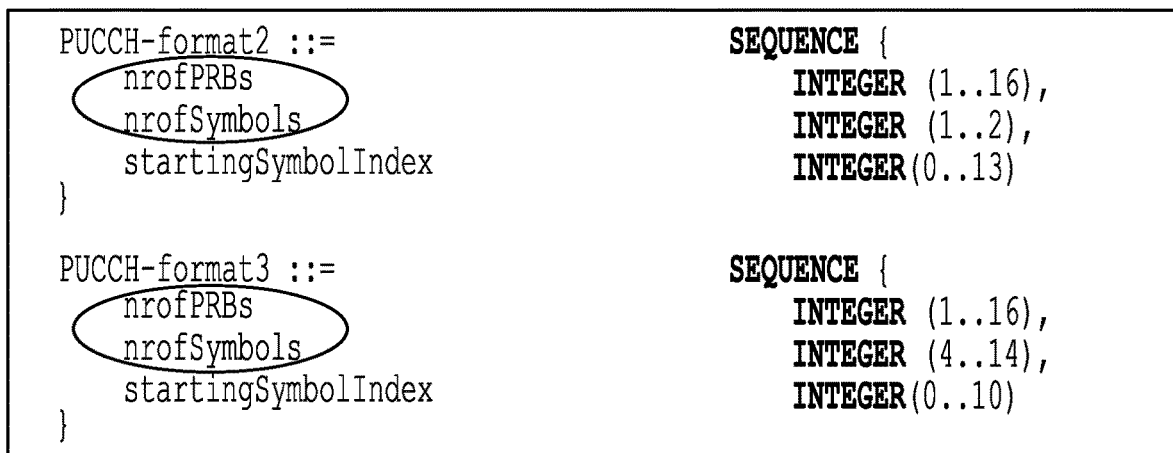 PUCCH-format2 ::= SEQUENCE {
nrofPRBs INTEGER (1..16),
nrofSymbols INTEGER (1..2),
startingSymbolIndex INTEGER(0..13)
}
PUCCH-format3 ::= SEQUENCE {
nrofPRBs INTEGER (1..16),
nrofSymbols INTEGER (4..14),
startingSymbolIndex INTEGER(0..10)
}